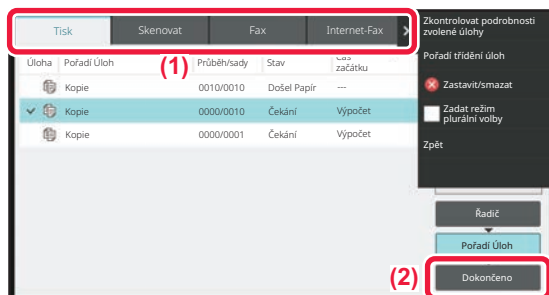 Tisk Skenovat Fax Internet-Fax
(1)
Úloha Pořadí Úloh Průběh/sady Stav Čas začátku
Kopie 0010/0010 Došel Papír ---
Kopie 0000/0010 Čekání Výpočet
Kopie 0000/0001 Čekání Výpočet
Zkontrolovat podrobnosti
zvolené úlohy
Pořadí třídění úloh
Zastavit/smazat
Zadat režim
plurální volby
Zpět
Řadič
Pořadí Úloh
(2)
Dokončeno